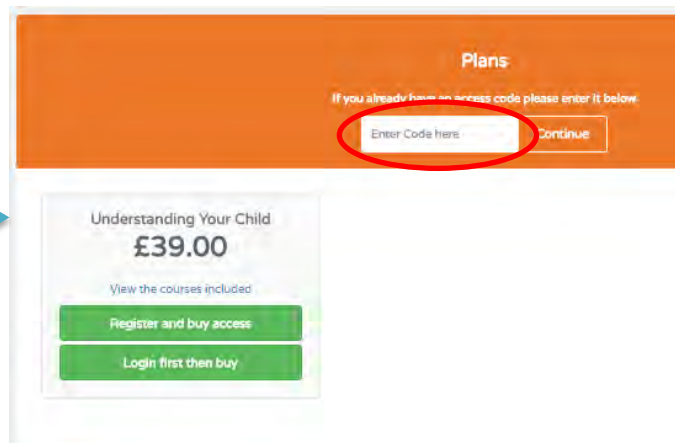 Plans
If you already have an access code please enter it below
Enter Code here
Continue
Understanding Your Child
£39.00
View the courses included
Register and buy access
Login first then buy